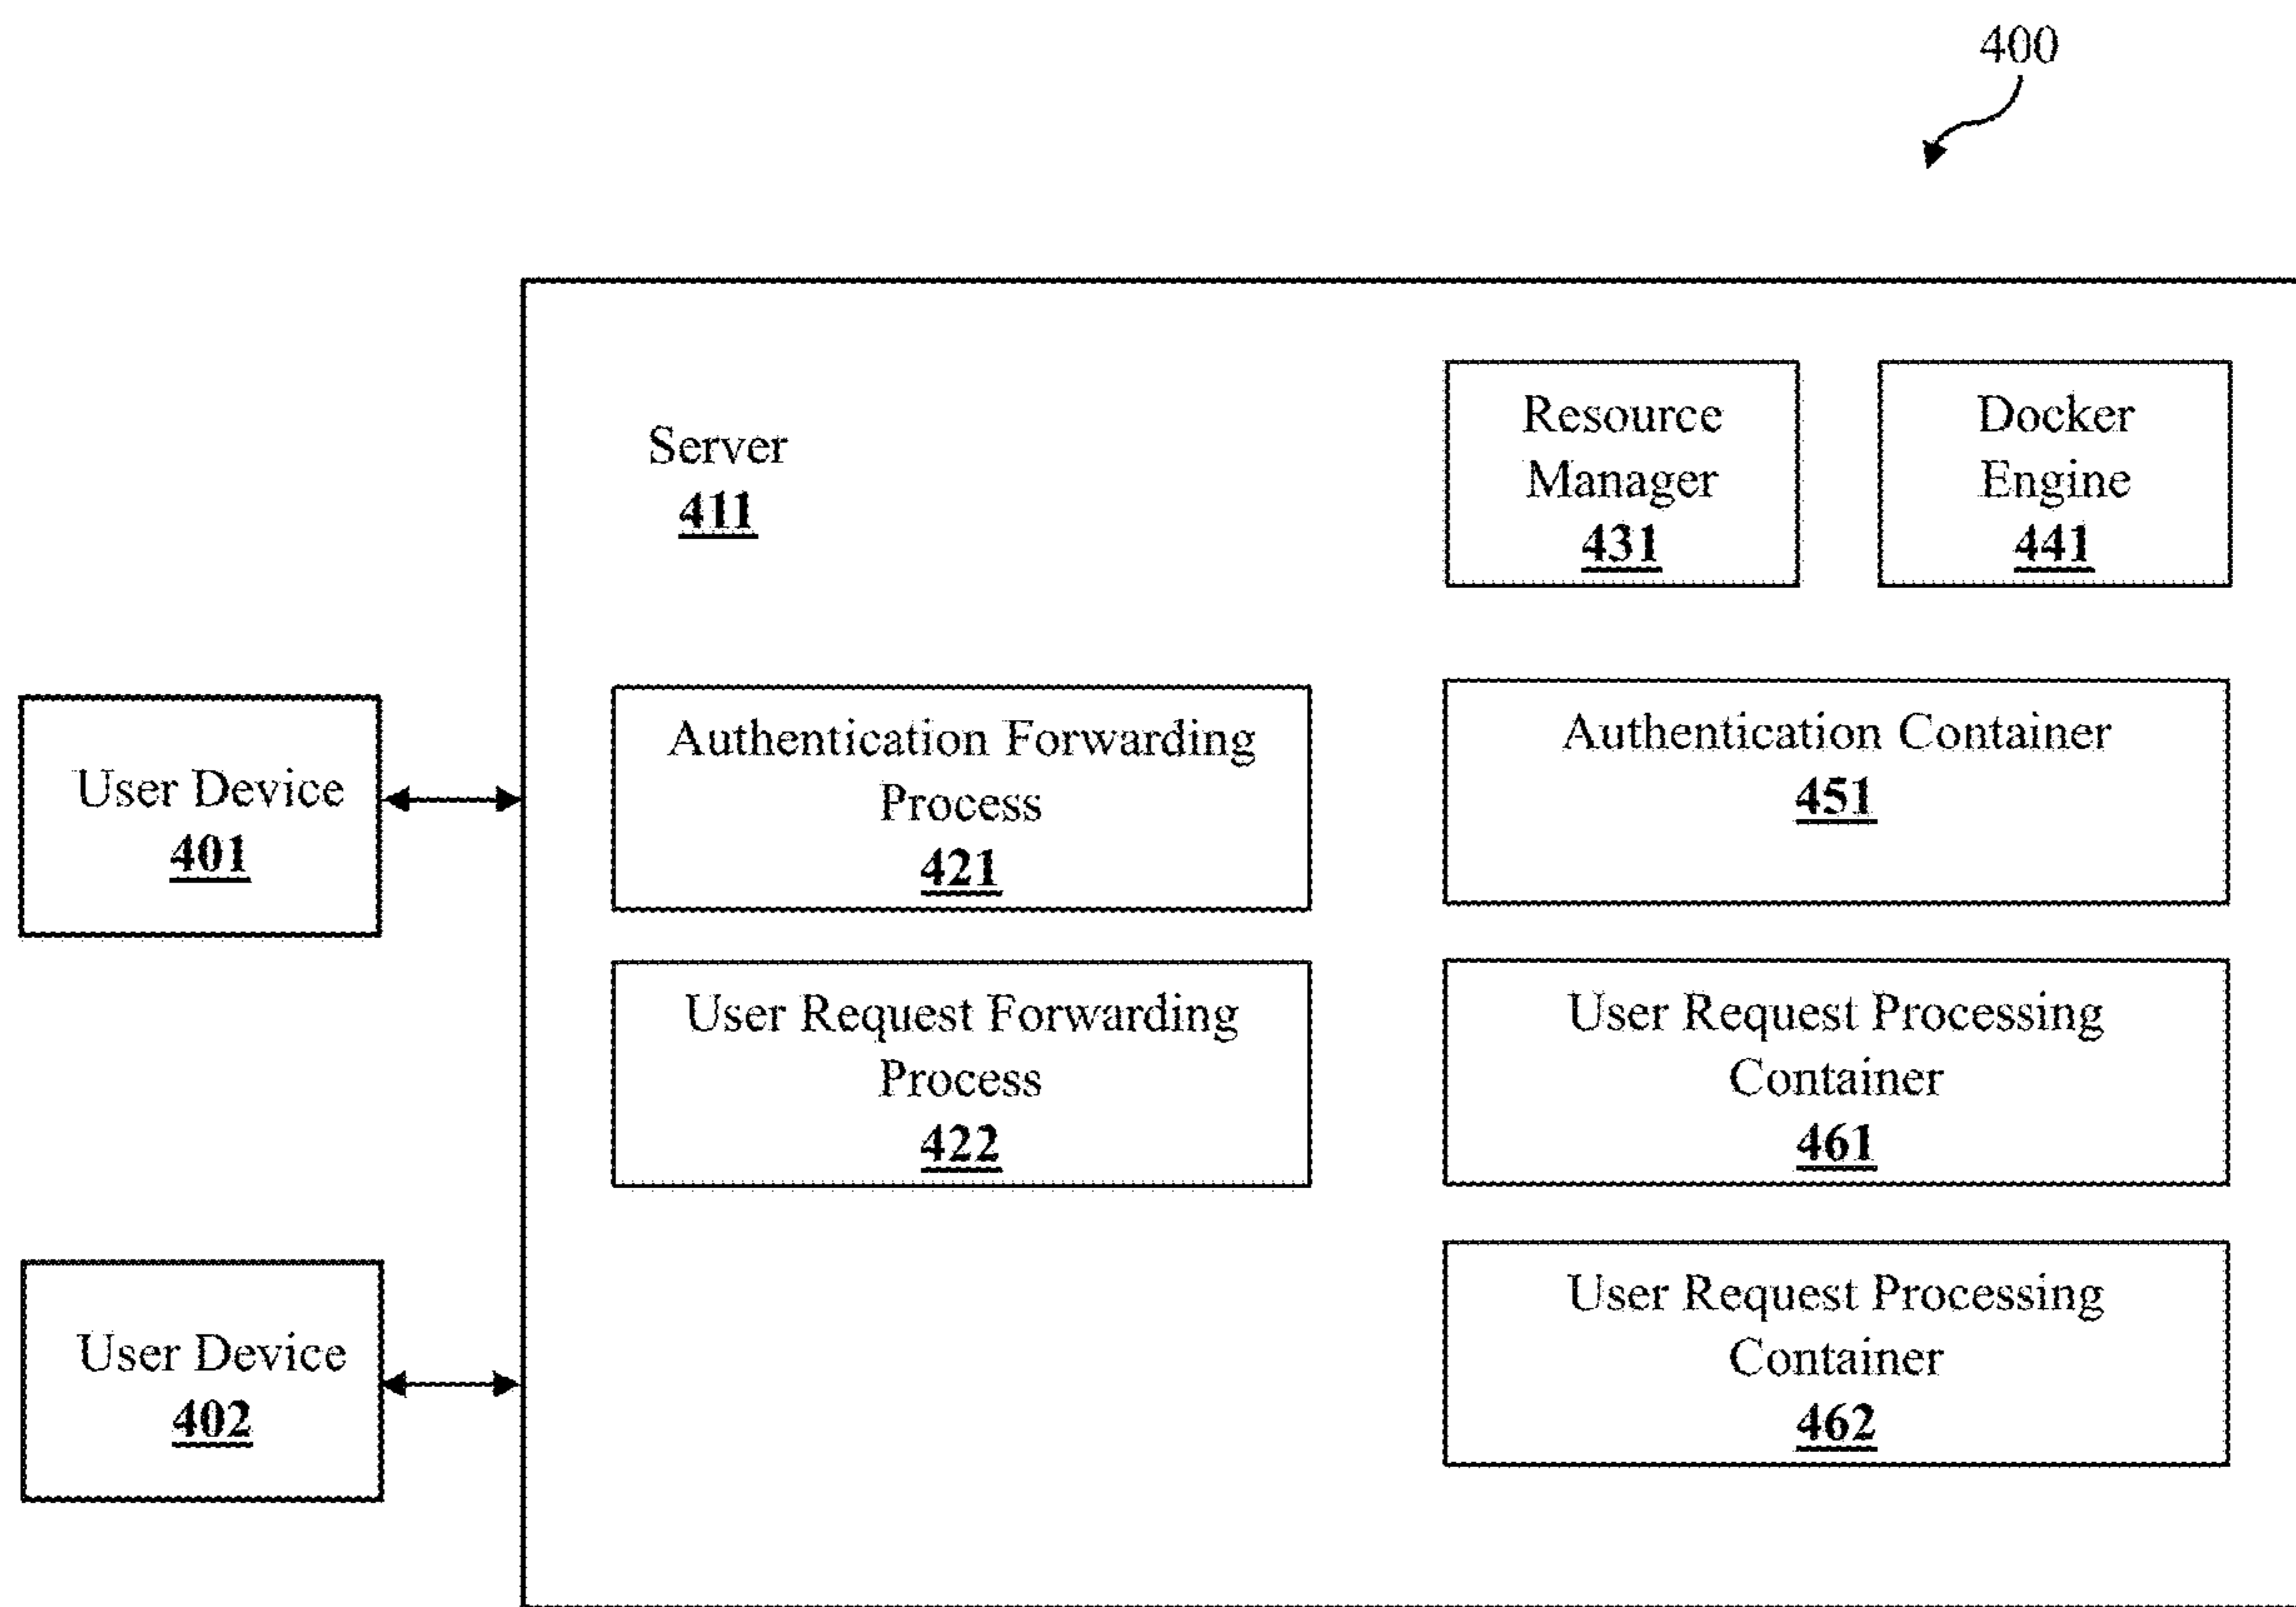 400
Server
411
Resource
Manager
431
Docker
Engine
441
User Device
401
Authentication Forwarding
Process
421
Authentication Container
451
User Request Forwarding
Process
422
User Request Processing
Container
461
User Device
402
User Request Processing
Container
462